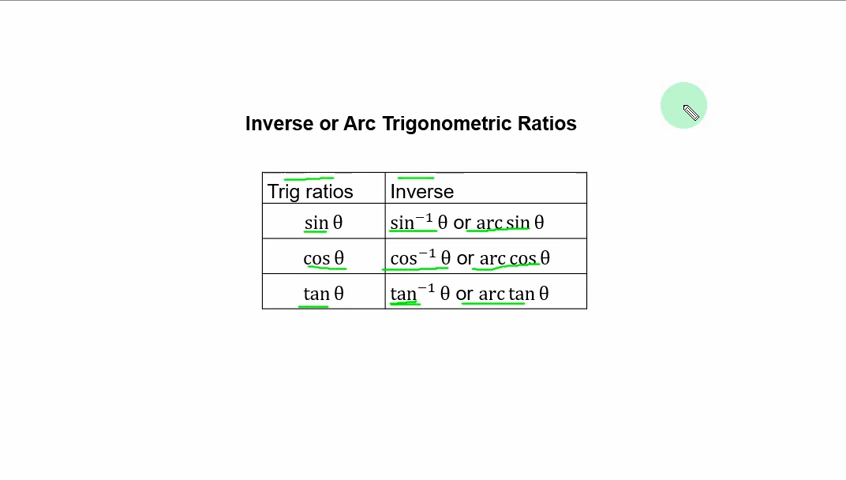 Inverse or Arc Trigonometric Ratios
Trig ratios Inverse
sin θ sin⁻¹ θ or arc sin θ
cos θ cos⁻¹ θ or arc cos θ
tan θ tan⁻¹ θ or arc tan θ